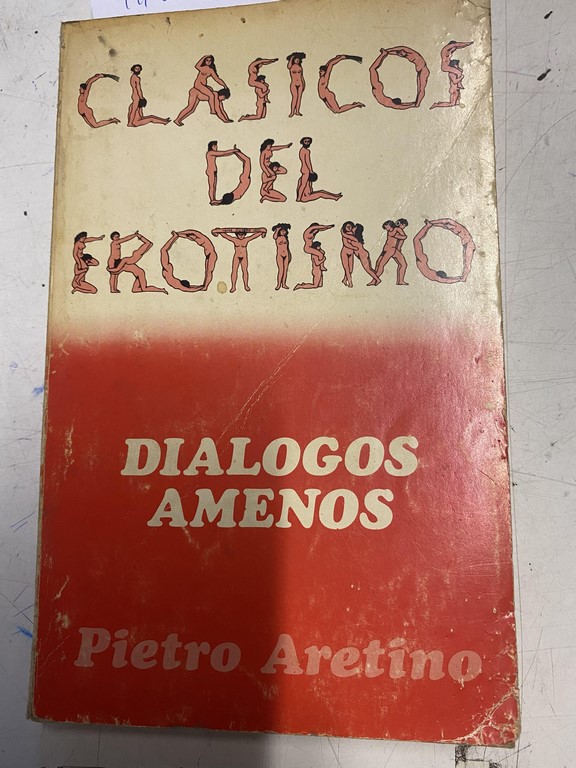 CLASICOS
DEL
EROTISMO
DIALOGOS
AMENOS
Pietro Aretino